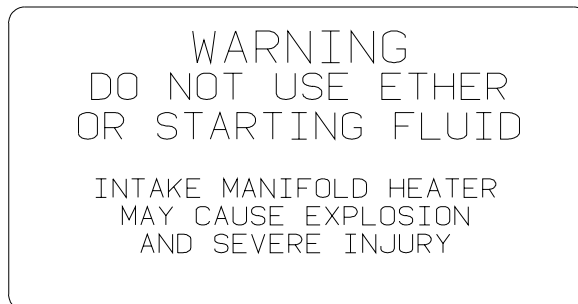 WARNING
DO NOT USE ETHER
OR STARTING FLUID
INTAKE MANIFOLD HEATER
MAY CAUSE EXPLOSION
AND SEVERE INJURY